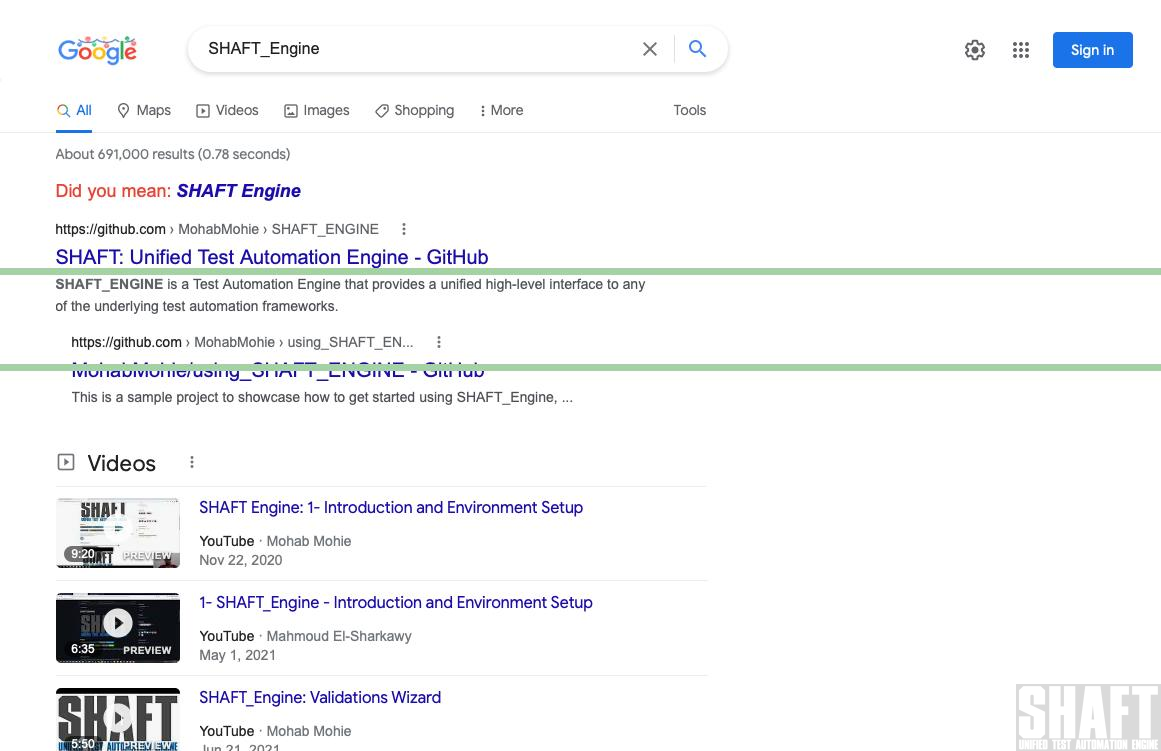 Google
SHAFT_Engine
Sign in
All
Maps
Videos
Images
Shopping
More
Tools
About 691,000 results (0.78 seconds)
Did you mean: SHAFT Engine
https://github.com › MohabMohie › SHAFT_ENGINE
SHAFT: Unified Test Automation Engine - GitHub
SHAFT_ENGINE is a Test Automation Engine that provides a unified high-level interface to any
of the underlying test automation frameworks.
https://github.com › MohabMohie › using_SHAFT_EN...
MohabMohie/using_SHAFT_ENGINE - GitHub
This is a sample project to showcase how to get started using SHAFT_Engine, ...
Videos
SHAFT
9:20
PREVIEW
SHAFT Engine: 1- Introduction and Environment Setup
YouTube · Mohab Mohie
Nov 22, 2020
6:35
PREVIEW
1- SHAFT_Engine - Introduction and Environment Setup
YouTube · Mahmoud El-Sharkawy
May 1, 2021
SHAFT
5:50
PREVIEW
SHAFT_Engine: Validations Wizard
YouTube · Mohab Mohie
Jun 21, 2021
SHAFT
UNIFIED TEST AUTOMATION ENGINE